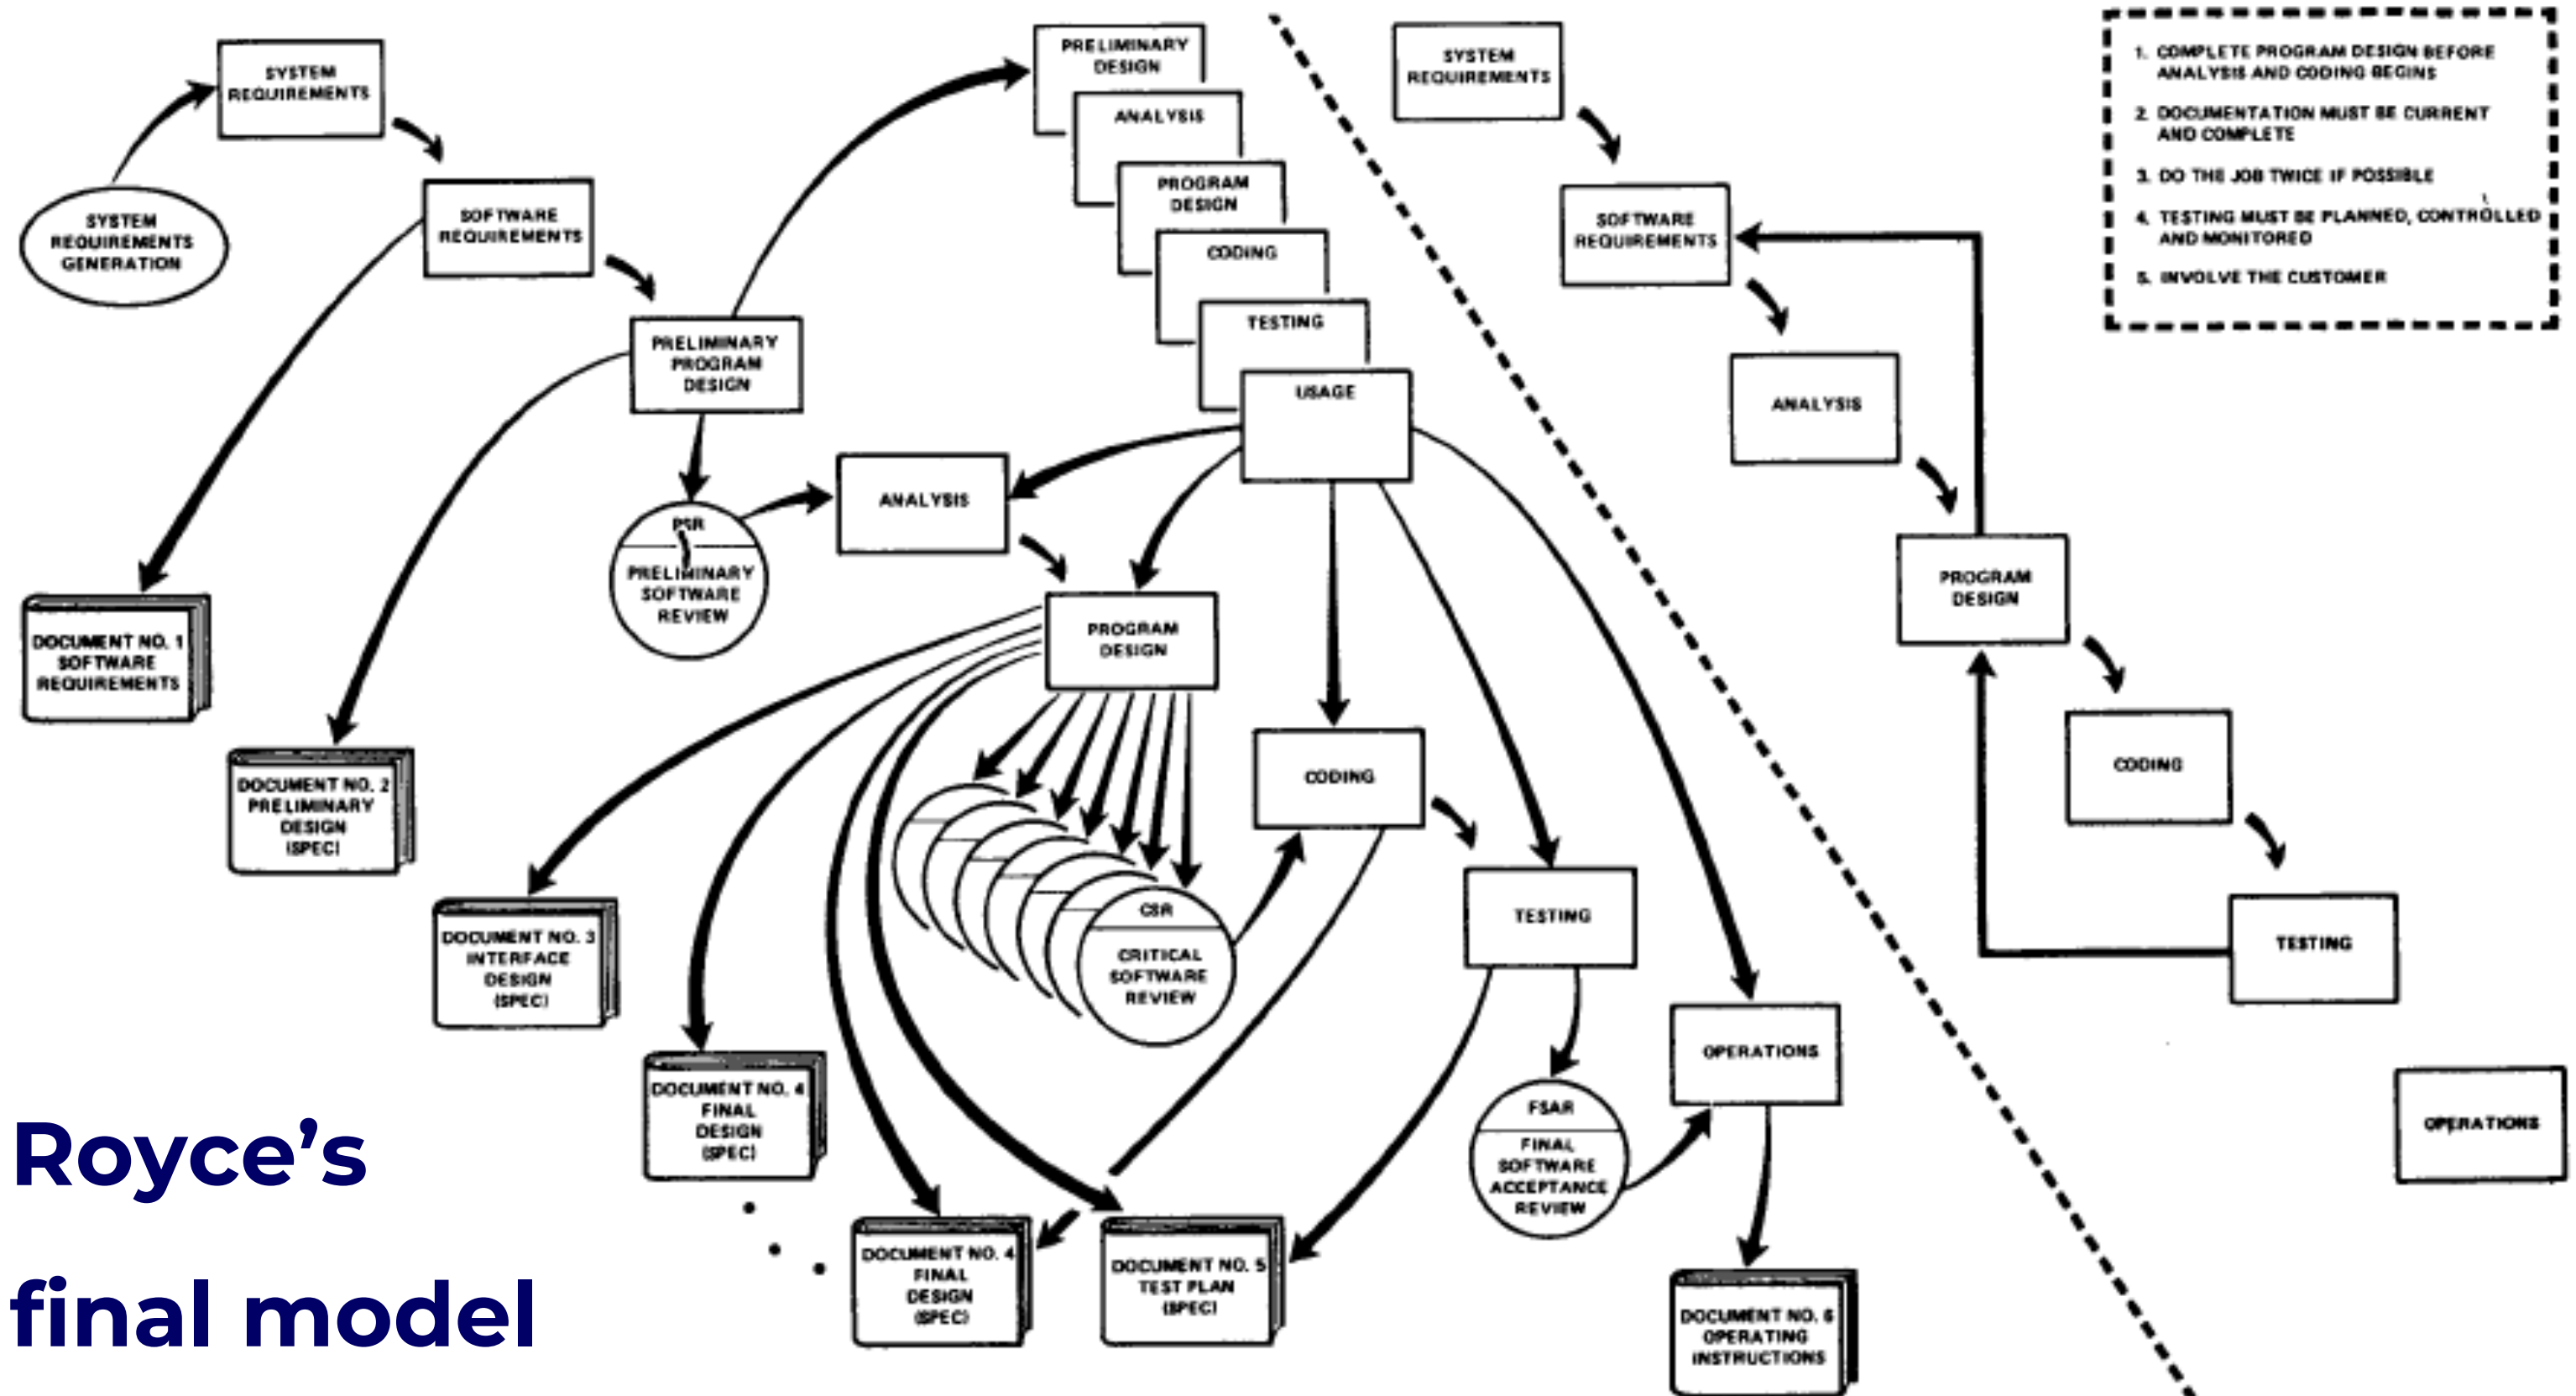 SYSTEM
REQUIREMENTS
SYSTEM
REQUIREMENTS
GENERATION
SOFTWARE
REQUIREMENTS
PRELIMINARY
PROGRAM
DESIGN
PSR
PRELIMINARY
SOFTWARE
REVIEW
PRELIMINARY
DESIGN
ANALYSIS
PROGRAM
DESIGN
CODING
TESTING
USAGE
ANALYSIS
PROGRAM
DESIGN
CSR
CRITICAL
SOFTWARE
REVIEW
CODING
TESTING
FSAR
FINAL
SOFTWARE
ACCEPTANCE
REVIEW
OPERATIONS
DOCUMENT NO. 1
SOFTWARE
REQUIREMENTS
DOCUMENT NO. 2
PRELIMINARY
DESIGN
(SPEC)
DOCUMENT NO. 3
INTERFACE
DESIGN
(SPEC)
DOCUMENT NO. 4
FINAL
DESIGN
(SPEC)
DOCUMENT NO. 4
FINAL
DESIGN
(SPEC)
DOCUMENT NO. 5
TEST PLAN
(SPEC)
DOCUMENT NO. 6
OPERATING
INSTRUCTIONS
SYSTEM
REQUIREMENTS
SOFTWARE
REQUIREMENTS
ANALYSIS
PROGRAM
DESIGN
CODING
TESTING
OPERATIONS
1. COMPLETE PROGRAM DESIGN BEFORE
ANALYSIS AND CODING BEGINS
2. DOCUMENTATION MUST BE CURRENT
AND COMPLETE
3. DO THE JOB TWICE IF POSSIBLE
4. TESTING MUST BE PLANNED, CONTROLLED
AND MONITORED
5. INVOLVE THE CUSTOMER
Royce’s
final model